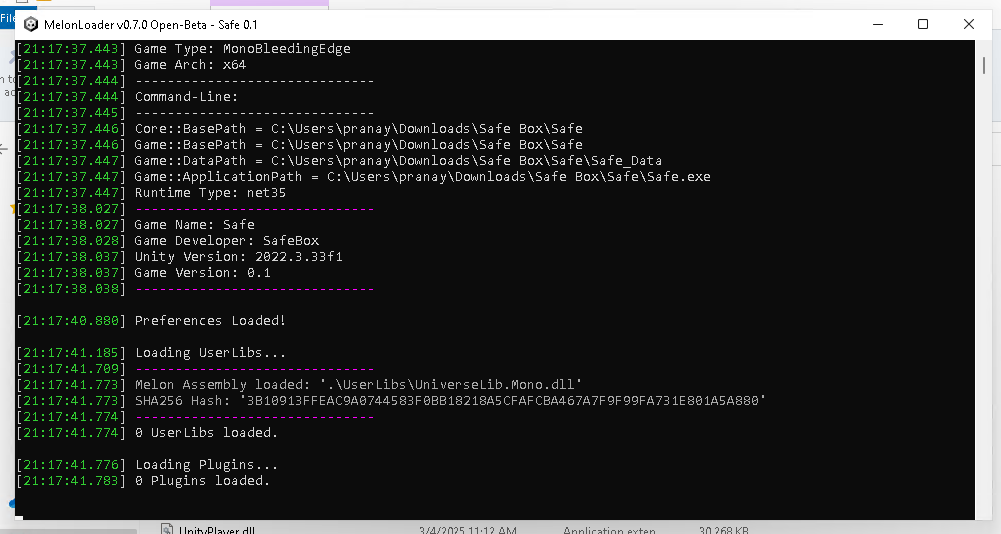 File
MelonLoader v0.7.0 Open-Beta - Safe 0.1
[21:17:37.443] Game Type: MonoBleedingEdge
[21:17:37.443] Game Arch: x64
[21:17:37.444] ------------------------------
[21:17:37.444] Command-Line:
[21:17:37.445] ------------------------------
[21:17:37.446] Core::BasePath = C:\Users\pranay\Downloads\Safe Box\Safe
[21:17:37.446] Game::BasePath = C:\Users\pranay\Downloads\Safe Box\Safe
[21:17:37.447] Game::DataPath = C:\Users\pranay\Downloads\Safe Box\Safe\Safe_Data
[21:17:37.447] Game::ApplicationPath = C:\Users\pranay\Downloads\Safe Box\Safe\Safe.exe
[21:17:37.447] Runtime Type: net35
[21:17:38.027] ------------------------------
[21:17:38.027] Game Name: Safe
[21:17:38.028] Game Developer: SafeBox
[21:17:38.037] Unity Version: 2022.3.33f1
[21:17:38.037] Game Version: 0.1
[21:17:38.038] ------------------------------
[21:17:40.880] Preferences Loaded!
[21:17:41.185] Loading UserLibs...
[21:17:41.709] ------------------------------
[21:17:41.773] Melon Assembly loaded: '.\UserLibs\UniverseLib.Mono.dll'
[21:17:41.773] SHA256 Hash: '3B10913FFEAC9A0744583F0BB18218A5CFAFCBA467A7F9F99FA731E801A5A880'
[21:17:41.774] ------------------------------
[21:17:41.774] 0 UserLibs loaded.
[21:17:41.776] Loading Plugins...
[21:17:41.783] 0 Plugins loaded.
UnityPlayer.dll 3/4/2025 11:12 AM Application exten 30,268 KB